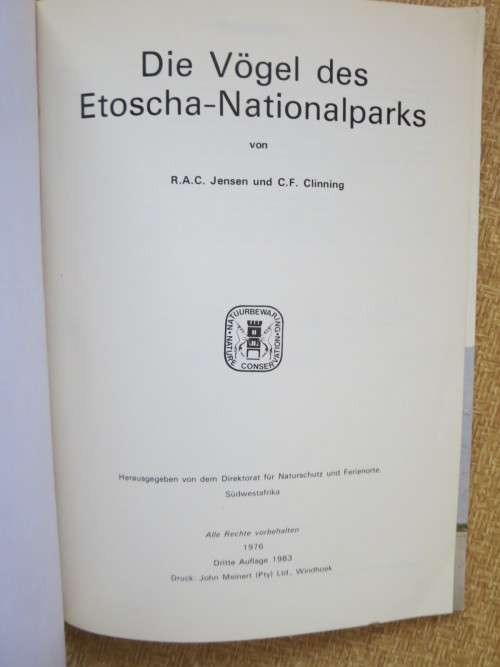 Die Vögel des
Etoscha-Nationalparks
von
R.A.C. Jensen und C.F. Clinning
NATUURBEWARING
NATURE CONSERVATION
Herausgegeben von dem Direktorat für Naturschutz und Ferienorte.
Südwestafrika
Alle Rechte vorbehalten
1976
Dritte Auflage 1983
Druck: John Meinert (Pty) Ltd., Windhoek